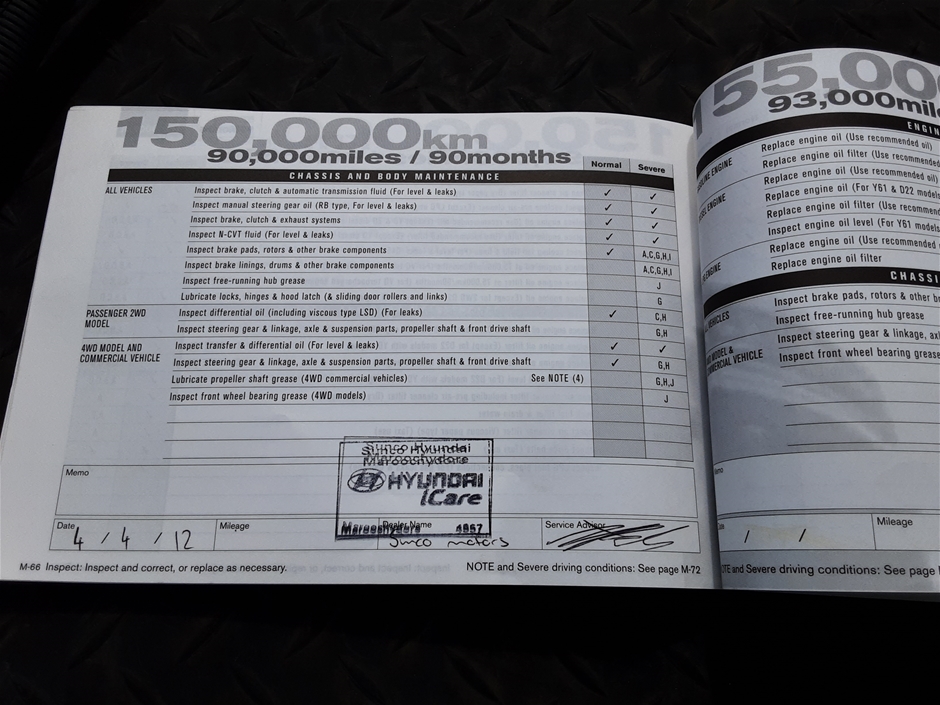 150,000km
90,000miles / 90months
Normal Severe
CHASSIS AND BODY MAINTENANCE
ALL VEHICLES Inspect brake, clutch & automatic transmission fluid (For level & leaks) ✓ ✓
Inspect manual steering gear oil (RB type, For level & leaks) ✓ ✓
Inspect brake, clutch & exhaust systems ✓ ✓
Inspect N-CVT fluid (For level & leaks) ✓ ✓
Inspect brake pads, rotors & other brake components ✓ A,C,G,H,I
Inspect brake linings, drums & other brake components A,C,G,H,I
Inspect free-running hub grease J
Lubricate locks, hinges & hood latch (& sliding door rollers and links) G
PASSENGER 2WD Inspect differential oil (including viscous type LSD) (For leaks) ✓ C,H
MODEL Inspect steering gear & linkage, axle & suspension parts, propeller shaft & front drive shaft G,H
4WD MODEL AND Inspect transfer & differential oil (For level & leaks) ✓ ✓
COMMERCIAL VEHICLE Inspect steering gear & linkage, axle & suspension parts, propeller shaft & front drive shaft ✓ G,H
Lubricate propeller shaft grease (4WD commercial vehicles) See NOTE (4) G,H,J
Inspect front wheel bearing grease (4WD models) J
Memo
Sunco Hyundai
Maroochydore
HYUNDAI
iCare
Maroochydore 4557
Date Mileage Dealer Name Service Advisor
4 / 4 / 12 Sunco motors
M-66 Inspect: Inspect and correct, or replace as necessary. NOTE and Severe driving conditions: See page M-72
155,00
93,000mil
ENGIN
Replace engine oil (Use recommended oil)
Replace engine oil filter (Use recommended
Replace engine oil (Use recommended
Replace engine oil (For Y61 & D22 models
Replace engine oil filter (Use recommended
Inspect engine oil level (For Y61 models
Replace engine oil (Use recommended
Replace engine oil filter
CHASSI
Inspect brake pads, rotors & other br
VEHICLES Inspect free-running hub grease
Inspect steering gear & linkage, axl
MODEL & Inspect front wheel bearing grease
VEHICLE
Memo
/ / Mileage
and Severe driving conditions: See page